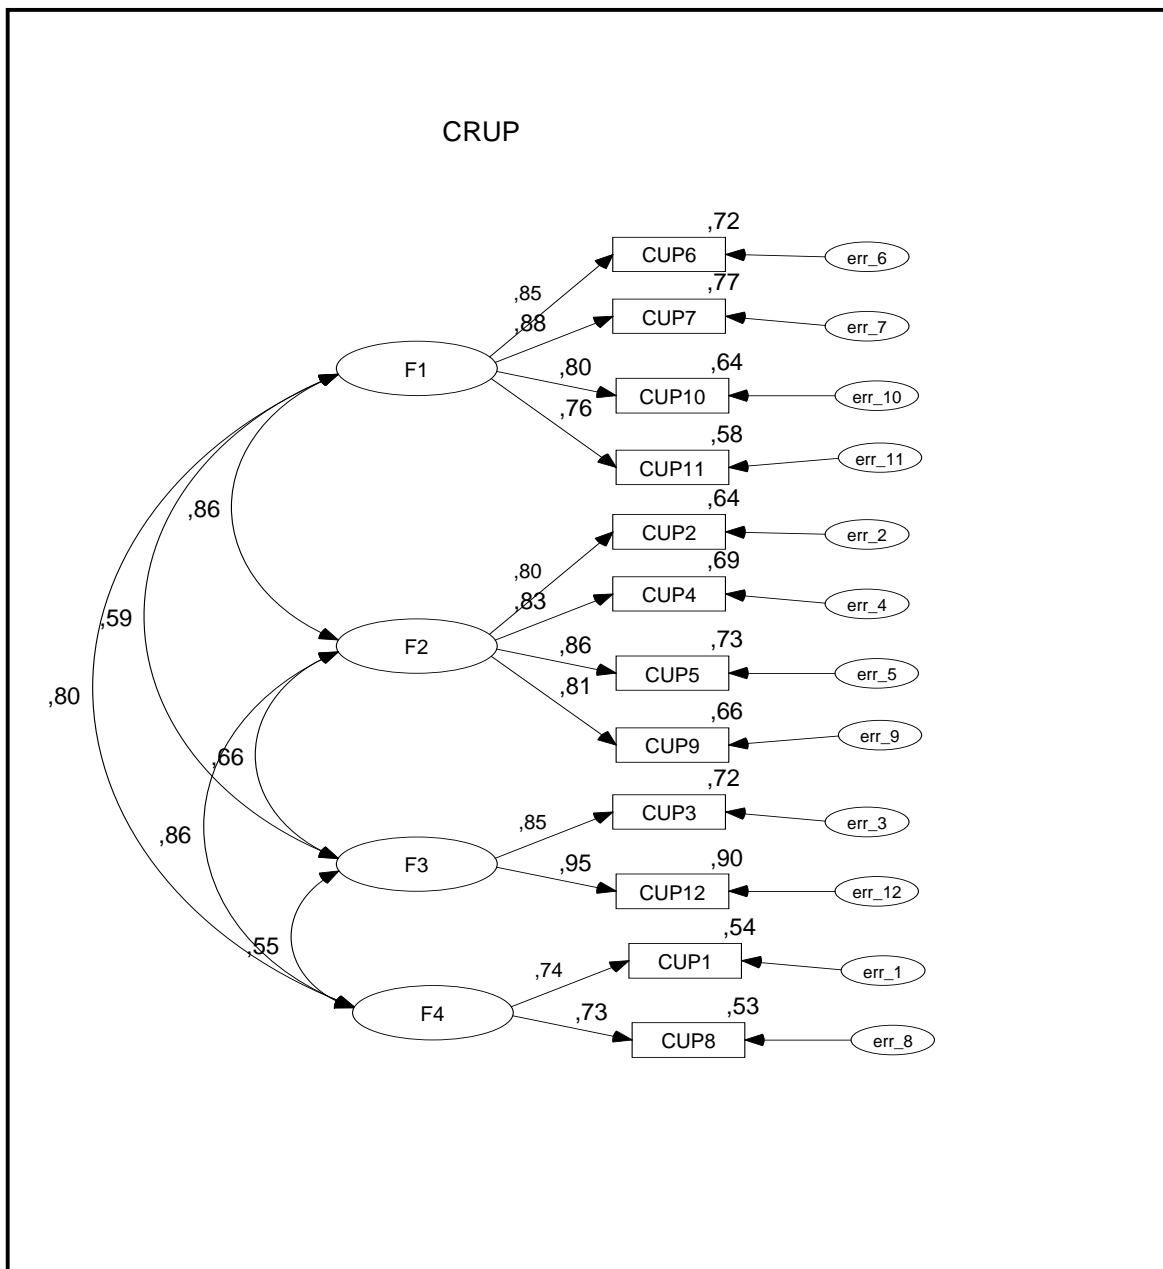 CRUP
,72
CUP6
err_6
,85
,77
CUP7
err_7
,88
F1
,80
,64
CUP10
err_10
,76
,58
CUP11
err_11
,86
,64
CUP2
err_2
,80
,69
CUP4
err_4
,83
,59
F2
,86
,73
CUP5
err_5
,80
,81
,66
CUP9
err_9
,66
,72
CUP3
err_3
,85
,86
F3
,95
,90
CUP12
err_12
,55
,54
CUP1
err_1
,74
F4
,73
,53
CUP8
err_8